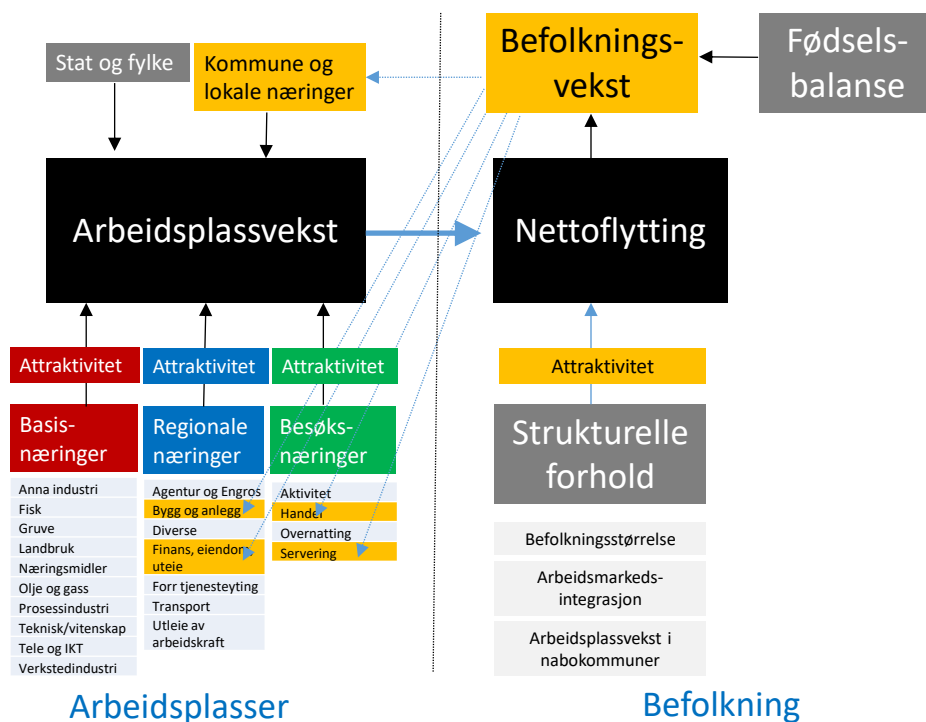 Stat og fylke
Kommune og
lokale næringer
Befolknings-
vekst
Fødsels-
balanse
Arbeidsplassvekst
Nettoflytting
Attraktivitet
Attraktivitet
Attraktivitet
Attraktivitet
Basis-
næringer
Regionale
næringer
Besøks-
næringer
Strukturelle
forhold
Anna industri
Fisk
Gruve
Landbruk
Næringsmidler
Olje og gass
Prosessindustri
Teknisk/vitenskap
Tele og IKT
Verkstedindustri
Agentur og Engros
Bygg og anlegg
Diverse
Finans, eiendom,
uteie
Forr tjenesteyting
Transport
Utleie av
arbeidskraft
Aktivitet
Handel
Overnatting
Servering
Befolkningsstørrelse
Arbeidsmarkeds-
integrasjon
Arbeidsplassvekst i
nabokommuner
Arbeidsplasser
Befolkning